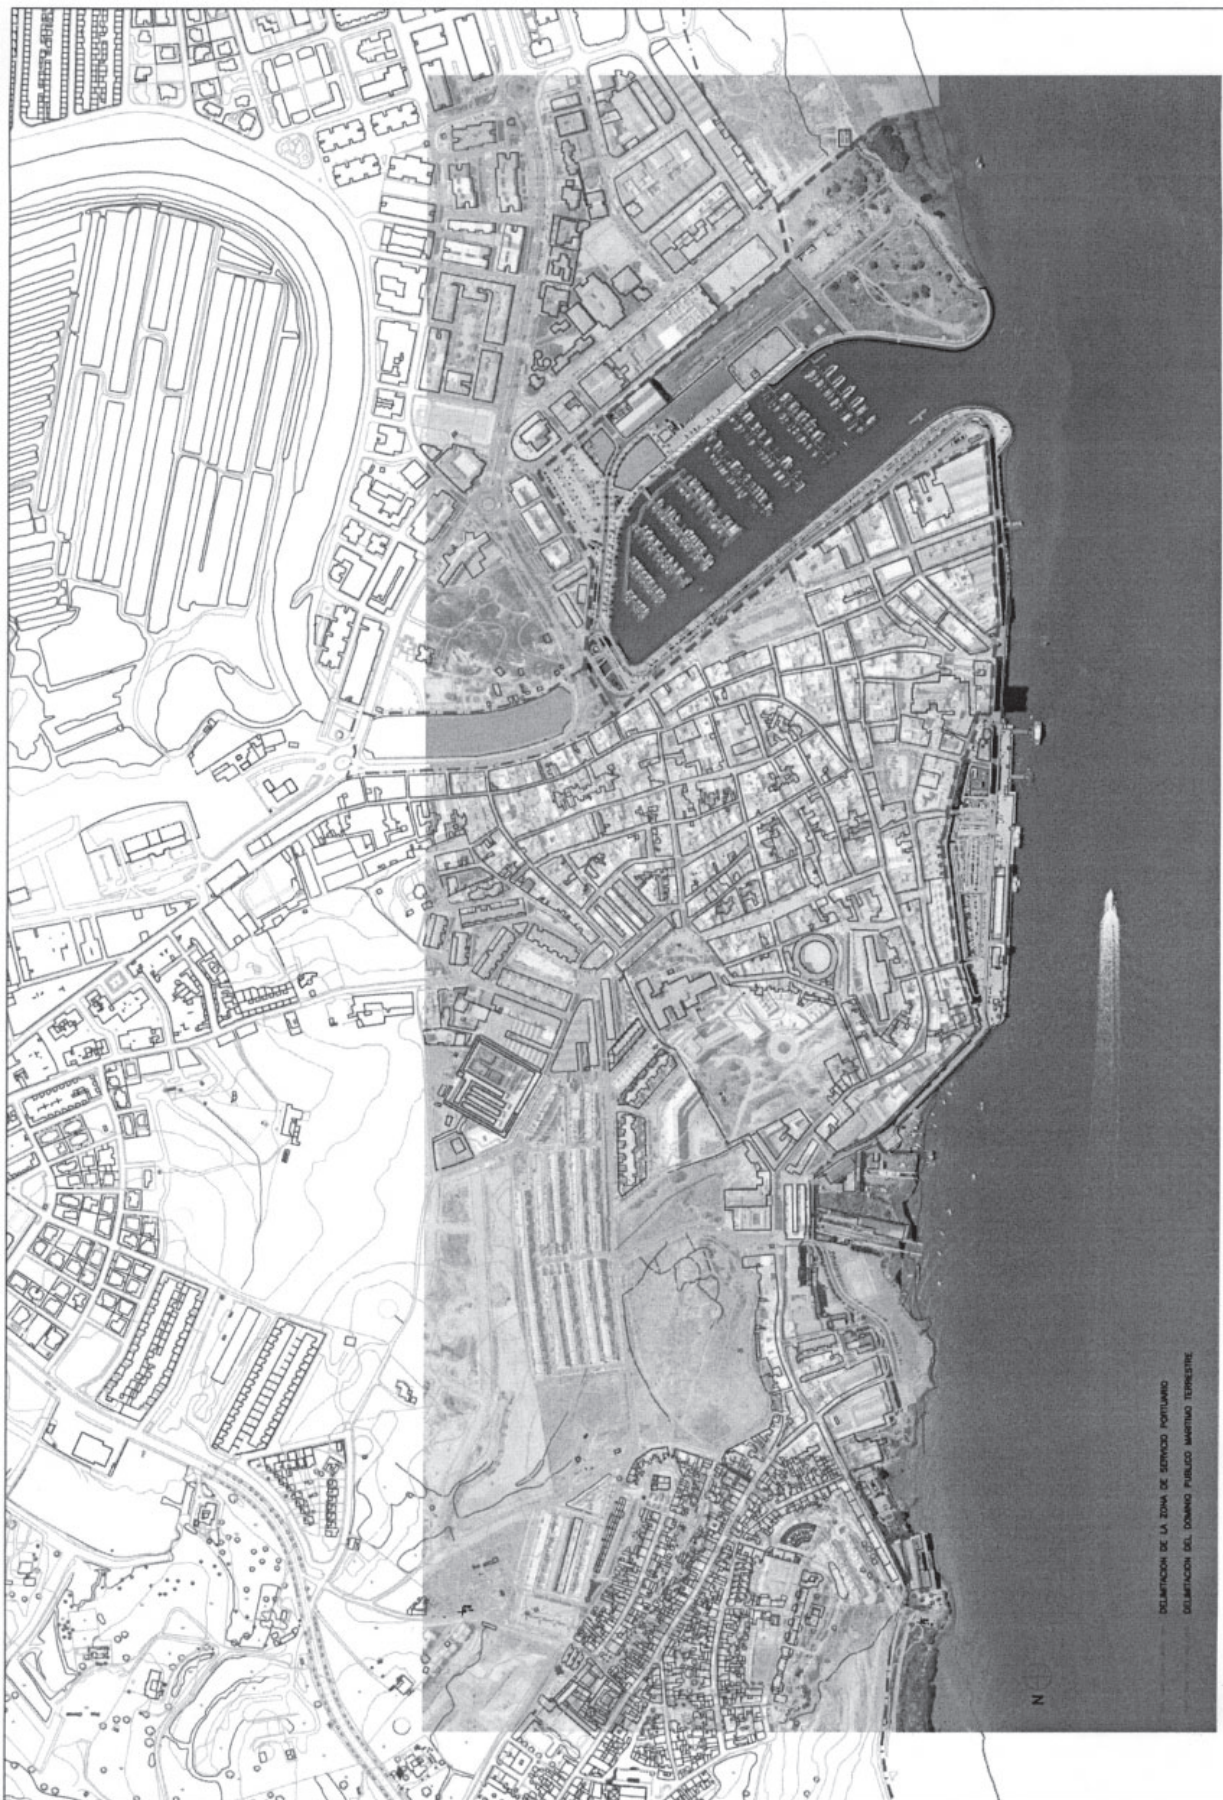 DELIMITACION DE LA ZONA DE SERVICIO PORTUARIO
DELIMITACION DEL DOMINIO PUBLICO MARITIMO TERRESTRE
N